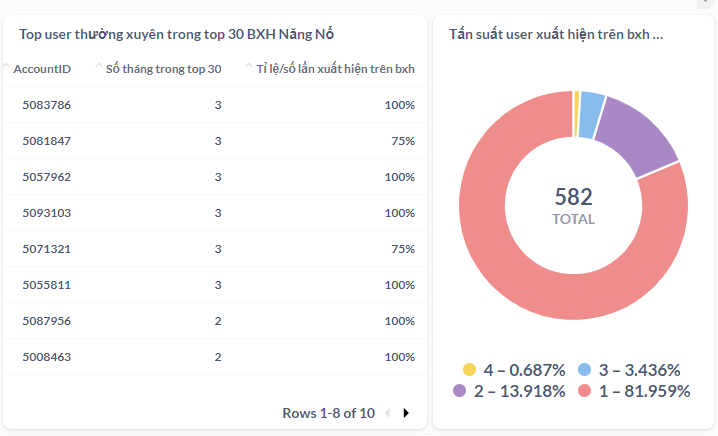 Top user thường xuyên trong top 30 BXH Năng Nổ
AccountID Số tháng trong top 30 Tỉ lệ/số lần xuất hiện trên bxh
5083786 3 100%
5081847 3 75%
5057962 3 100%
5093103 3 100%
5071321 3 75%
5055811 3 100%
5087956 2 100%
5008463 2 100%
Rows 1-8 of 10
Tấn suất user xuất hiện trên bxh ...
582
TOTAL
4 – 0.687% 3 – 3.436%
2 – 13.918% 1 – 81.959%